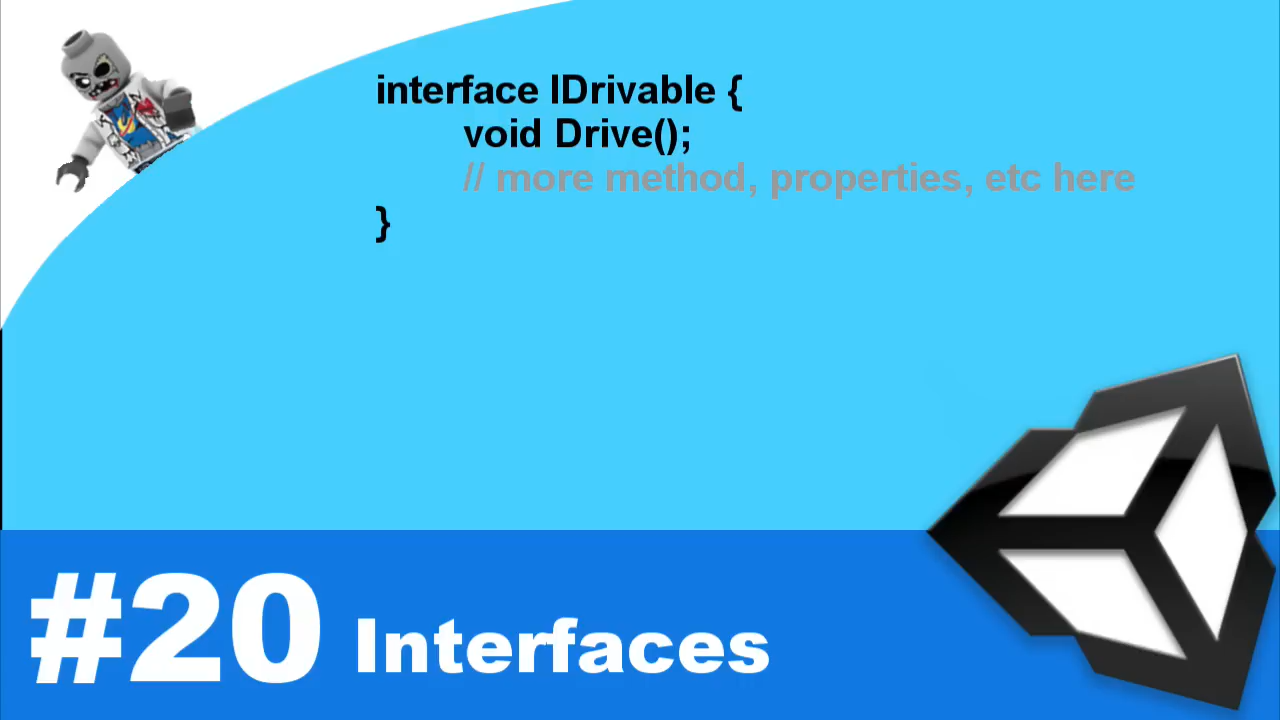 interface IDrivable {
void Drive();
// more method, properties, etc here
}
#20 Interfaces